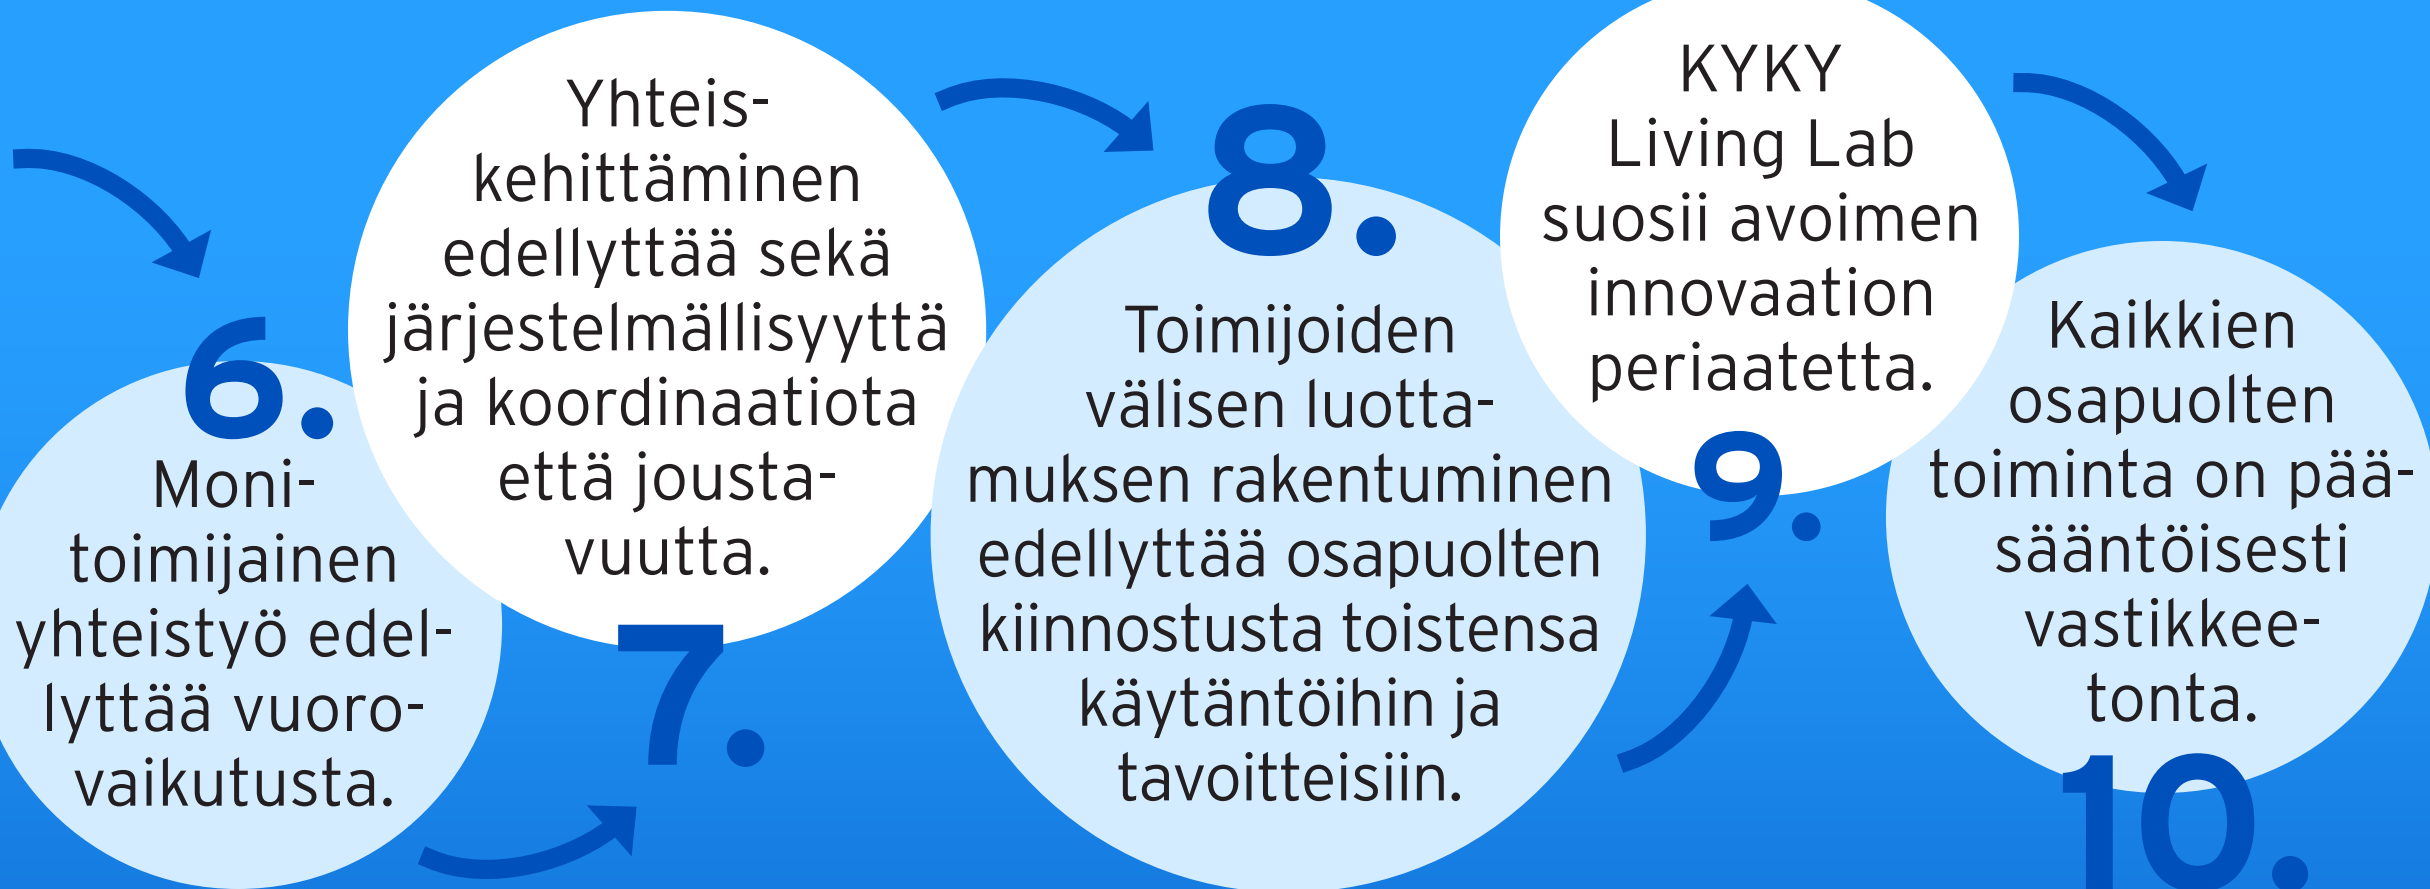 6.
Moni-
toimijainen
yhteistyö edel-
lyttää vuoro-
vaikutusta.
Yhteis-
kehittäminen
edellyttää sekä
järjestelmällisyyttä
ja koordinaatiota
että jousta-
vuutta.
7.
8.
Toimijoiden
välisen luotta-
muksen rakentuminen
edellyttää osapuolten
kiinnostusta toistensa
käytäntöihin ja
tavoitteisiin.
KYKY
Living Lab
suosii avoimen
innovaation
periaatetta.
9.
Kaikkien
osapuolten
toiminta on pää-
sääntöisesti
vastikkee-
tonta.
10.